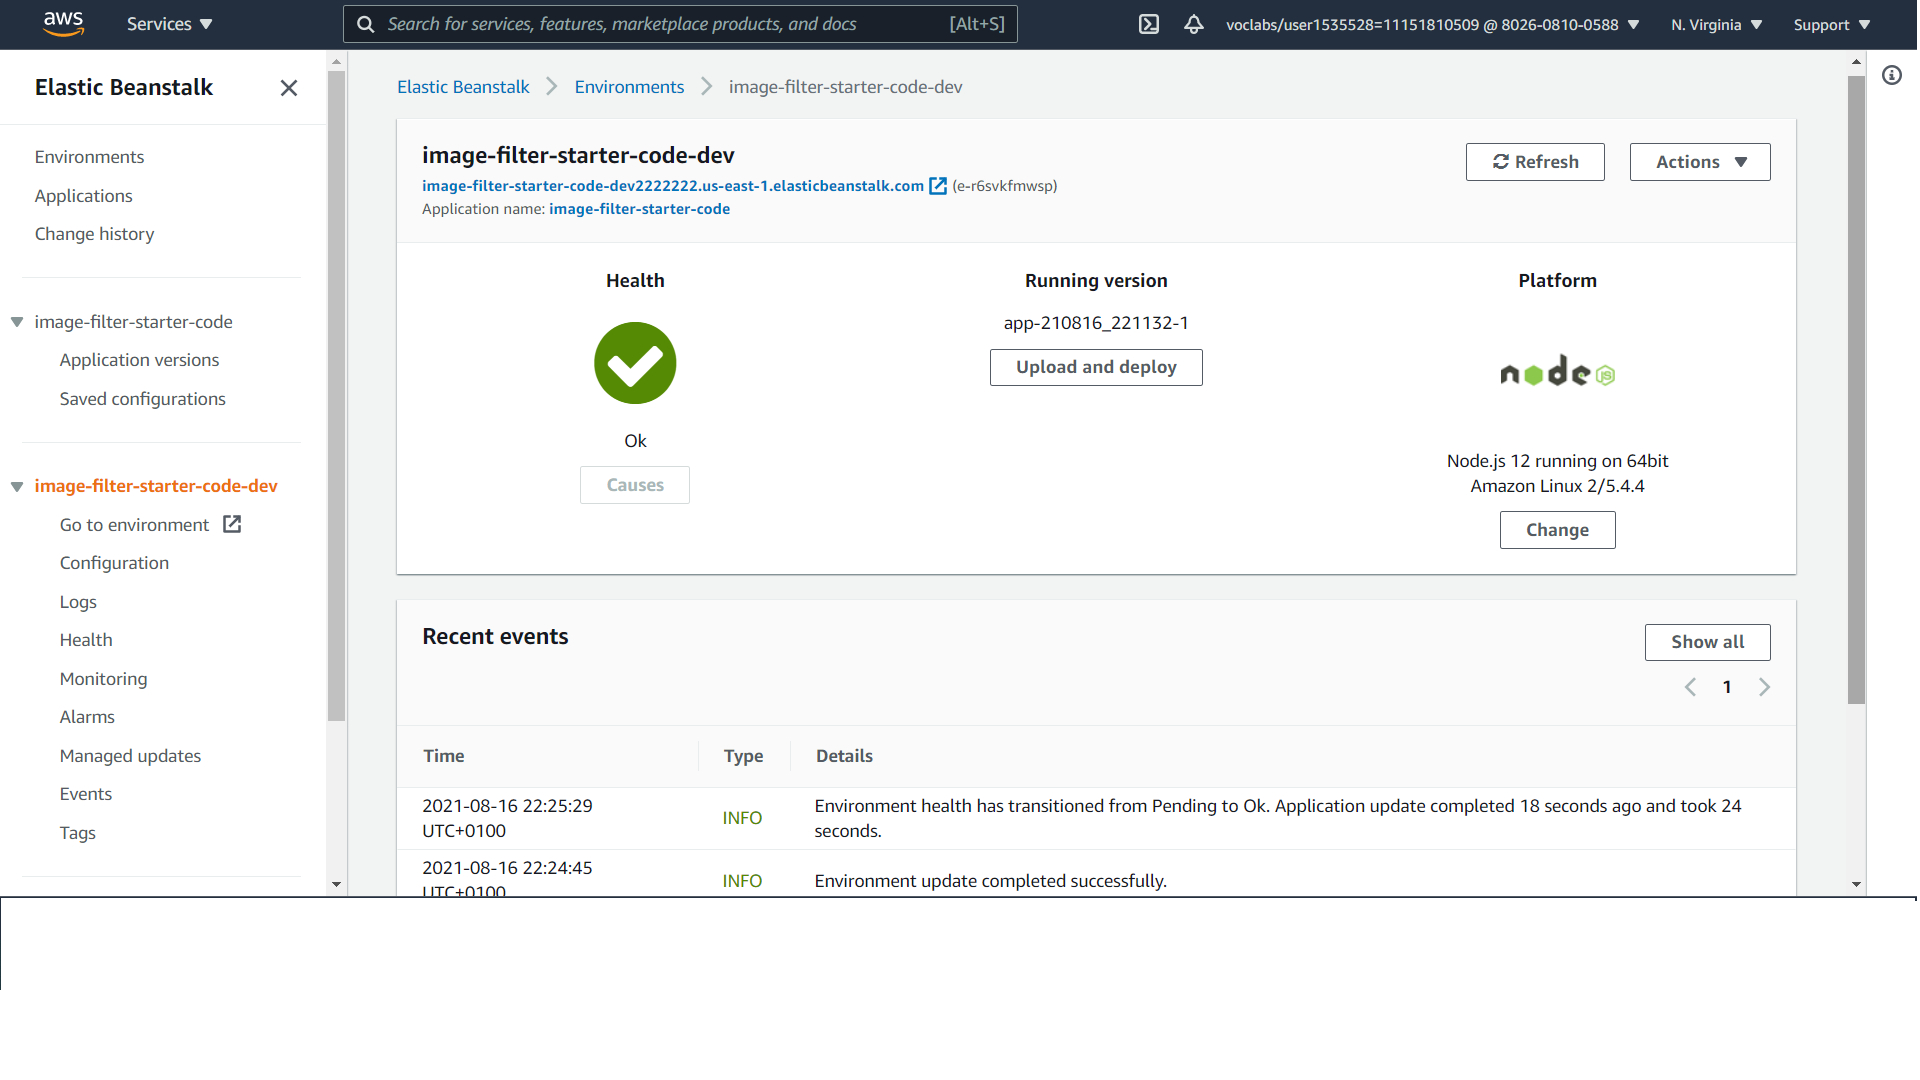 aws
Services
Search for services, features, marketplace products, and docs
[Alt+S]
voclabs/user1535528=11151810509 @ 8026-0810-0588
N. Virginia
Support
Elastic Beanstalk
Environments
Applications
Change history
image-filter-starter-code
Application versions
Saved configurations
image-filter-starter-code-dev
Go to environment
Configuration
Logs
Health
Monitoring
Alarms
Managed updates
Events
Tags
Elastic Beanstalk
Environments
image-filter-starter-code-dev
image-filter-starter-code-dev
image-filter-starter-code-dev2222222.us-east-1.elasticbeanstalk.com (e-r6svkfmwsp)
Application name: image-filter-starter-code
Refresh
Actions
Health
Ok
Causes
Running version
app-210816_221132-1
Upload and deploy
Platform
node
JS
Node.js 12 running on 64bit
Amazon Linux 2/5.4.4
Change
Recent events
Show all
1
Time
Type
Details
2021-08-16 22:25:29
UTC+0100
INFO
Environment health has transitioned from Pending to Ok. Application update completed 18 seconds ago and took 24
seconds.
2021-08-16 22:24:45
UTC+0100
INFO
Environment update completed successfully.